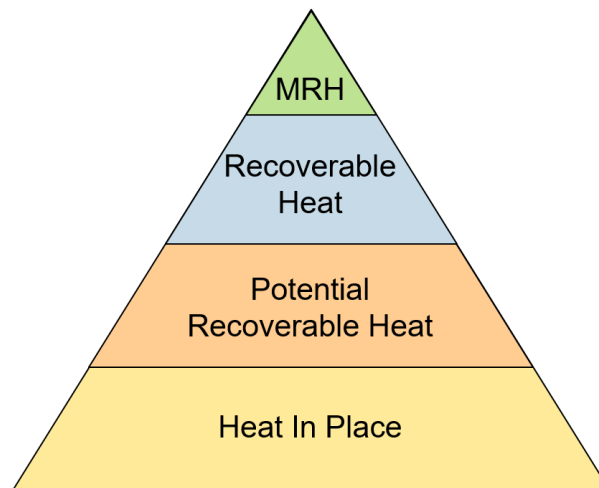 MRH
Recoverable
Heat
Potential
Recoverable Heat
Heat In Place